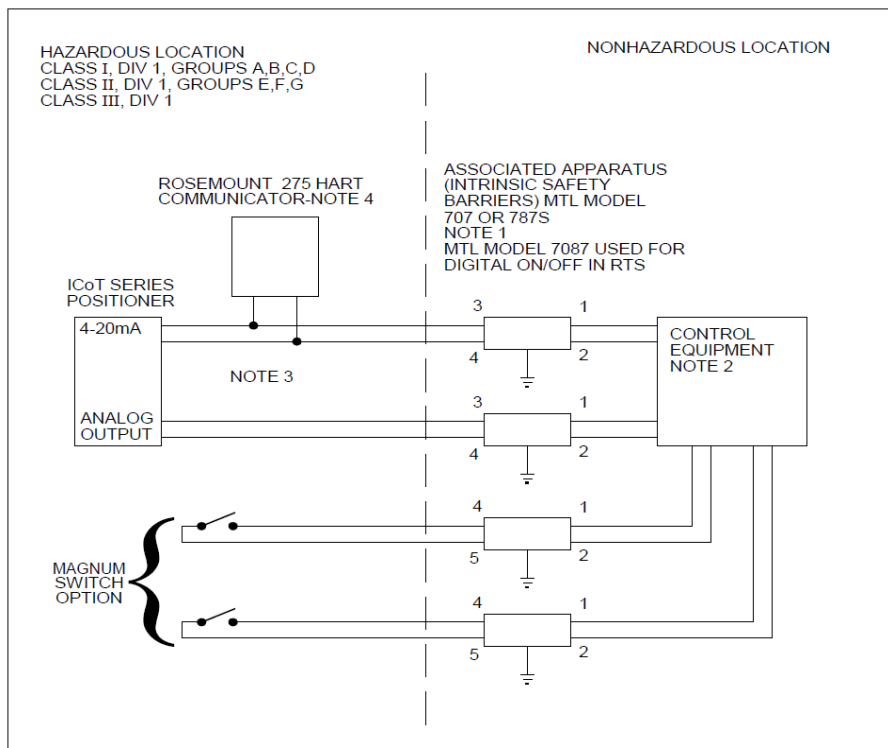 HAZARDOUS LOCATION
CLASS I, DIV 1, GROUPS A,B,C,D
CLASS II, DIV 1, GROUPS E,F,G
CLASS III, DIV 1
NONHAZARDOUS LOCATION
ROSEMOUNT 275 HART
COMMUNICATOR-NOTE 4
ASSOCIATED APPARATUS
(INTRINSIC SAFETY
BARRIERS) MTL MODEL
707 OR 787S
NOTE 1
MTL MODEL 7087 USED FOR
DIGITAL ON/OFF IN RTS
ICoT SERIES
POSITIONER
4-20mA
3
1
4
2
CONTROL
EQUIPMENT
NOTE 2
NOTE 3
ANALOG
OUTPUT
3
1
4
2
MAGNUM
SWITCH
OPTION
4
1
5
2
4
1
5
2